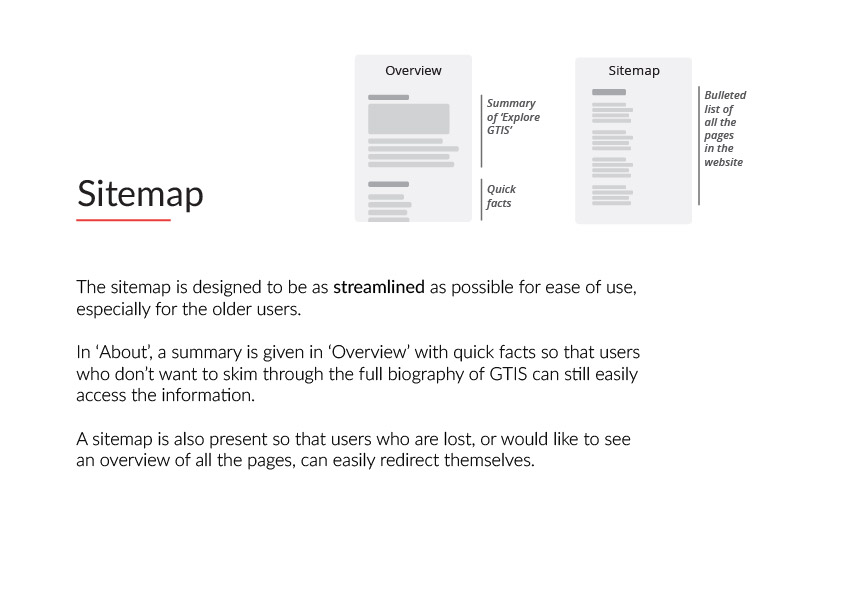 Overview
Summary
of ‘Explore
GTIS’
Quick
facts
Sitemap
Bulleted
list of
all the
pages
in the
website
Sitemap
The sitemap is designed to be as streamlined as possible for ease of use,
especially for the older users.
In ‘About’, a summary is given in ‘Overview’ with quick facts so that users
who don’t want to skim through the full biography of GTIS can still easily
access the information.
A sitemap is also present so that users who are lost, or would like to see
an overview of all the pages, can easily redirect themselves.